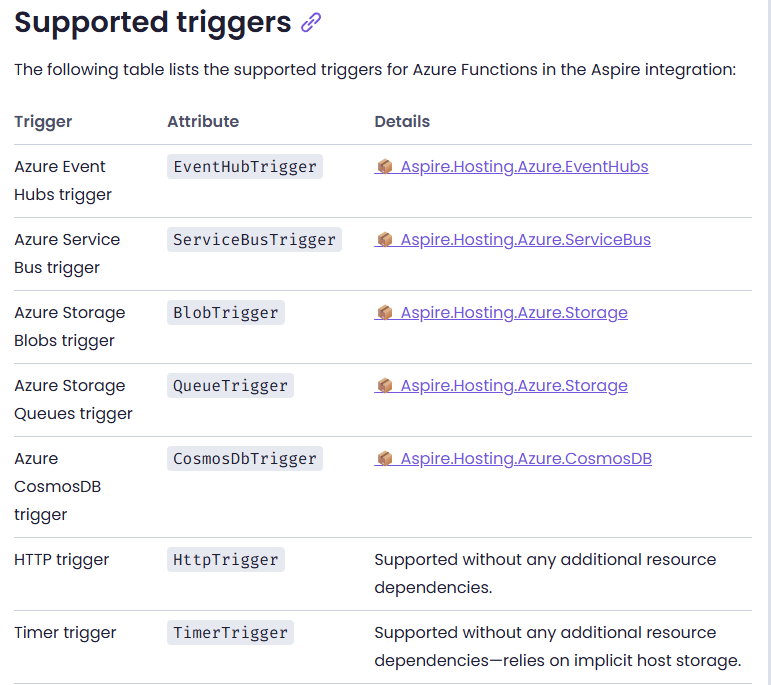 Supported triggers
The following table lists the supported triggers for Azure Functions in the Aspire integration:
Trigger Attribute Details
Azure Event EventHubTrigger Aspire.Hosting.Azure.EventHubs
Hubs trigger
Azure Service ServiceBusTrigger Aspire.Hosting.Azure.ServiceBus
Bus trigger
Azure Storage BlobTrigger Aspire.Hosting.Azure.Storage
Blobs trigger
Azure Storage QueueTrigger Aspire.Hosting.Azure.Storage
Queues trigger
Azure CosmosDbTrigger Aspire.Hosting.Azure.CosmosDB
CosmosDB
trigger
HTTP trigger HttpTrigger Supported without any additional resource
dependencies.
Timer trigger TimerTrigger Supported without any additional resource
dependencies—relies on implicit host storage.